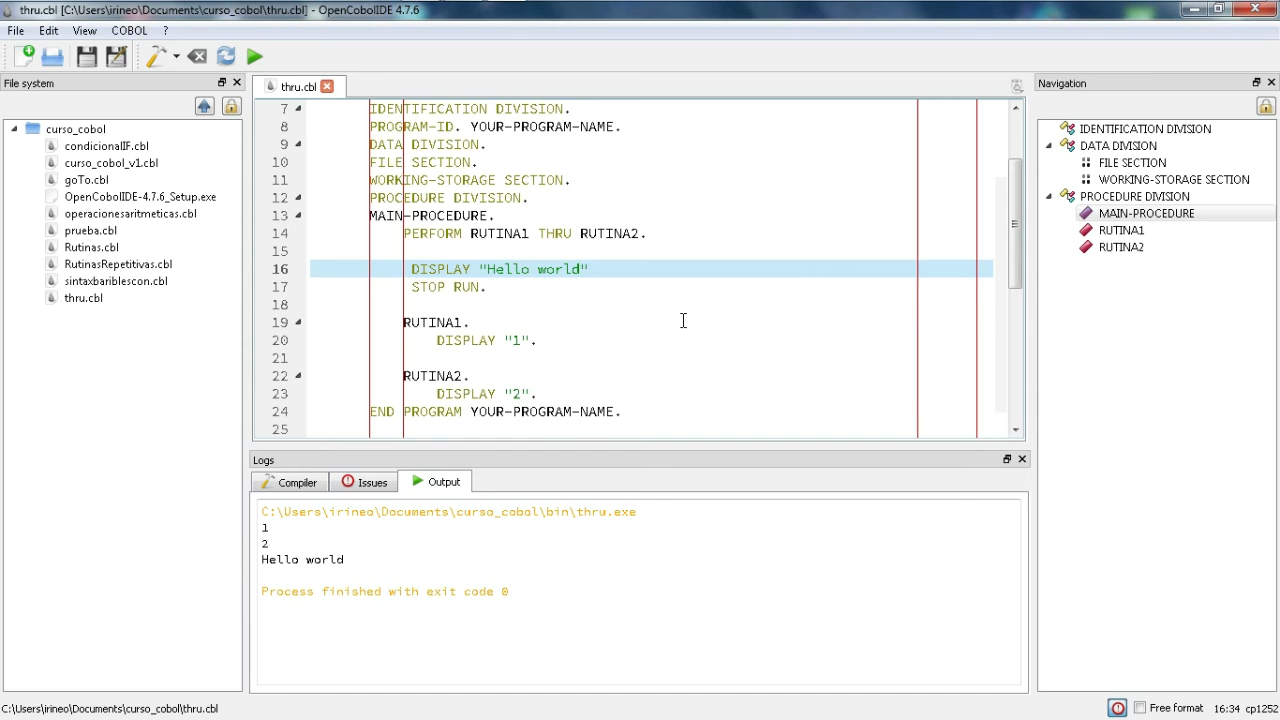 thru.cbl [C:\Users\irineo\Documents\curso_cobol\thru.cbl] - OpenCobolIDE 4.7.6
File Edit View COBOL ?
File system
curso_cobol
condicionalIF.cbl
curso_cobol_v1.cbl
goTo.cbl
OpenCobolIDE-4.7.6_Setup.exe
operacionesaritmeticas.cbl
prueba.cbl
Rutinas.cbl
RutinasRepetitivas.cbl
sintaxbariblescon.cbl
thru.cbl
thru.cbl
7 IDENTIFICATION DIVISION.
8 PROGRAM-ID. YOUR-PROGRAM-NAME.
9 DATA DIVISION.
10 FILE SECTION.
11 WORKING-STORAGE SECTION.
12 PROCEDURE DIVISION.
13 MAIN-PROCEDURE.
14 PERFORM RUTINA1 THRU RUTINA2.
15
16 DISPLAY "Hello world"
17 STOP RUN.
18
19 RUTINA1.
20 DISPLAY "1".
21
22 RUTINA2.
23 DISPLAY "2".
24 END PROGRAM YOUR-PROGRAM-NAME.
25
Logs
Compiler Issues Output
C:\Users\irineo\Documents\curso_cobol\bin\thru.exe
1
2
Hello world
Process finished with exit code 0
Navigation
IDENTIFICATION DIVISION
DATA DIVISION
FILE SECTION
WORKING-STORAGE SECTION
PROCEDURE DIVISION
MAIN-PROCEDURE
RUTINA1
RUTINA2
C:\Users\irineo\Documents\curso_cobol\thru.cbl
Free format 16:34 cp1252